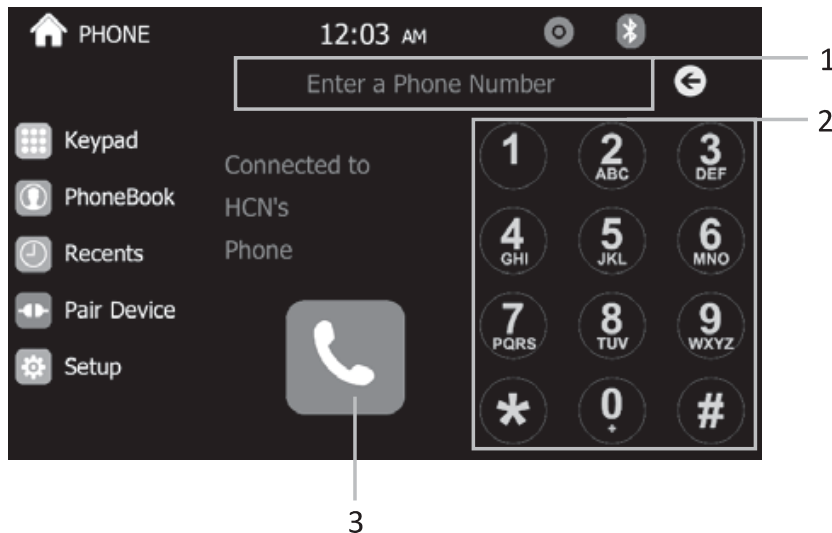 PHONE 12:03 AM
Enter a Phone Number
1
2
Keypad
PhoneBook
Recents
Pair Device
Setup
Connected to
HCN's
Phone
1 2 3
ABC DEF
4 5 6
GHI JKL MNO
7 8 9
PQRS TUV WXYZ
* 0 #
+
3